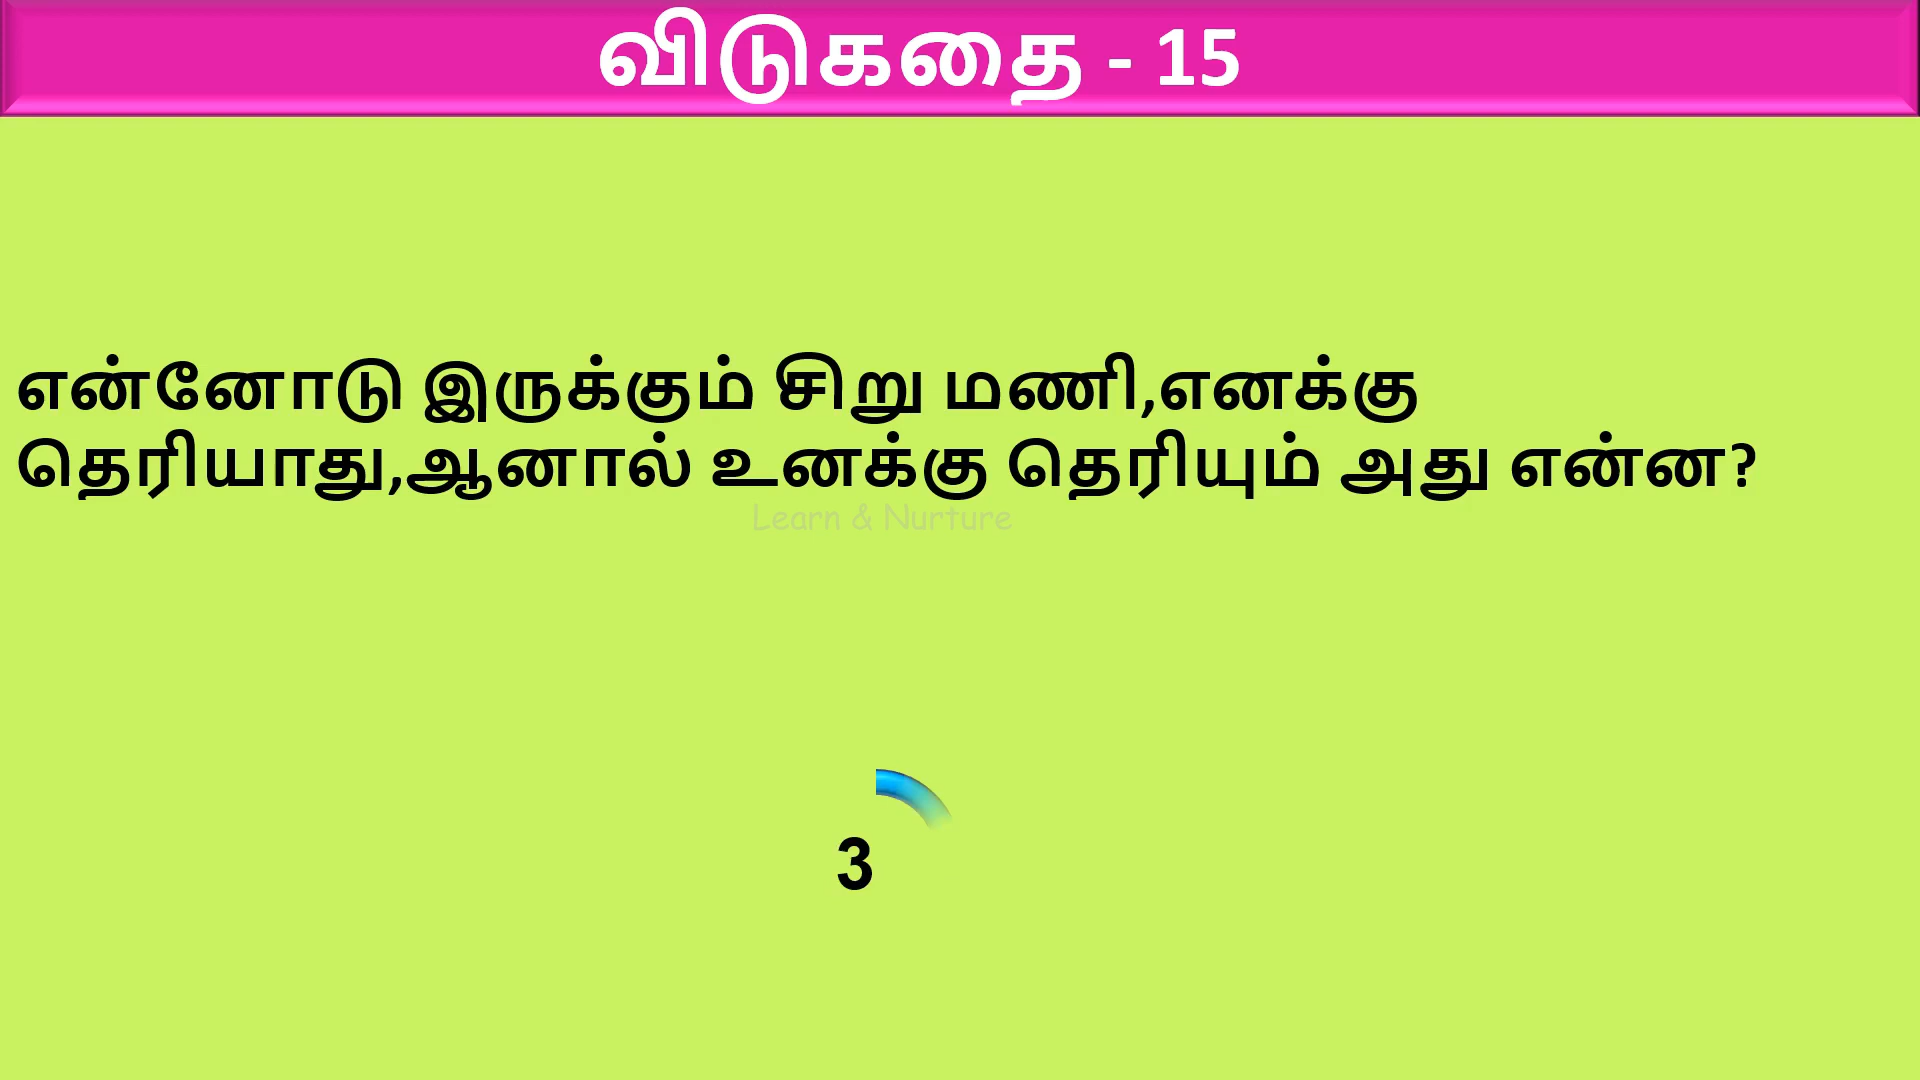 விடுகதை - 15
என்னோடு இருக்கும் சிறு மணி,எனக்கு
தெரியாது,ஆனால் உனக்கு தெரியும் அது என்ன?
Learn & Nurture
3